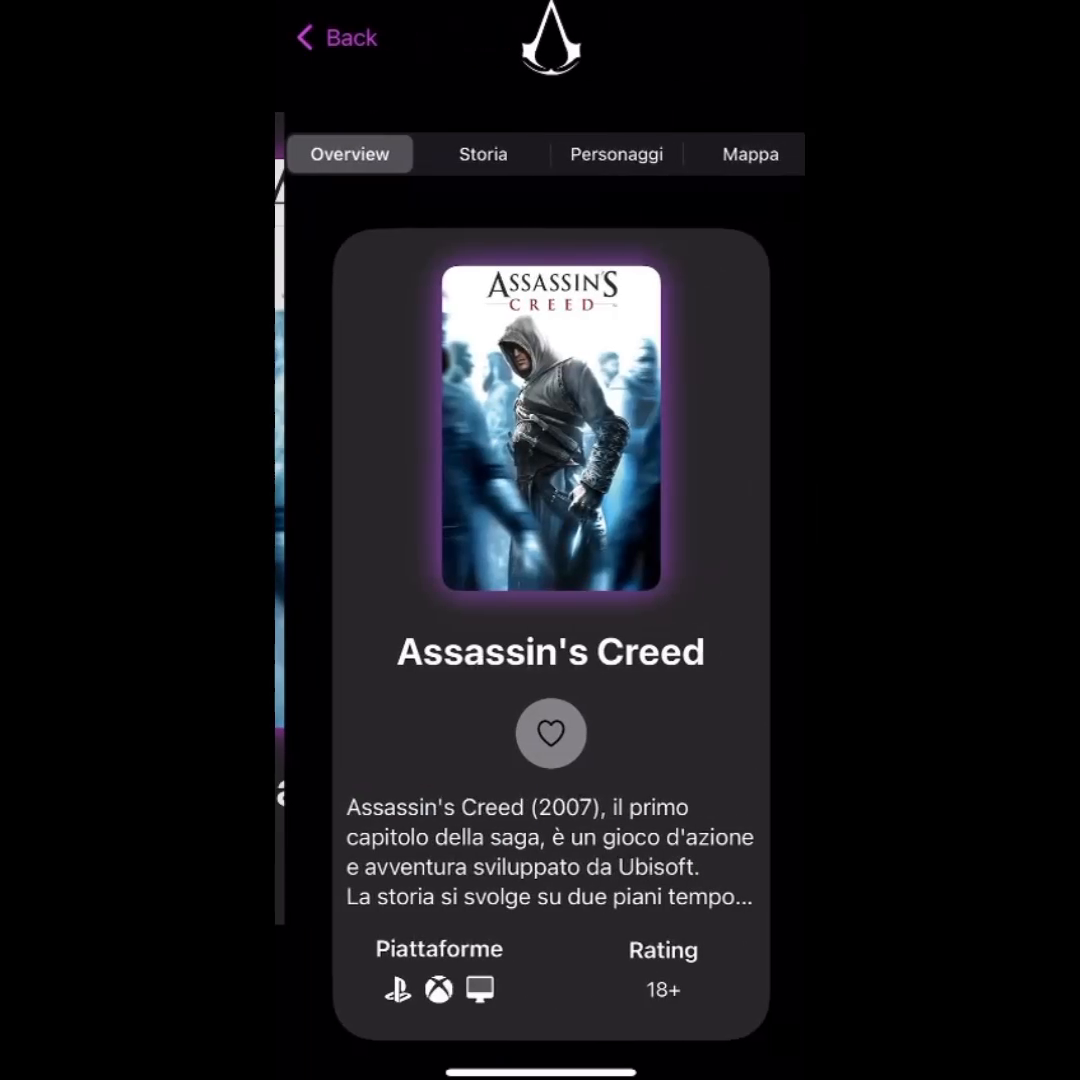 Back
Overview Storia Personaggi Mappa
ASSASSIN'S
CREED
Assassin's Creed
Assassin's Creed (2007), il primo
capitolo della saga, è un gioco d'azione
e avventura sviluppato da Ubisoft.
La storia si svolge su due piani tempo...
Piattaforme Rating
18+